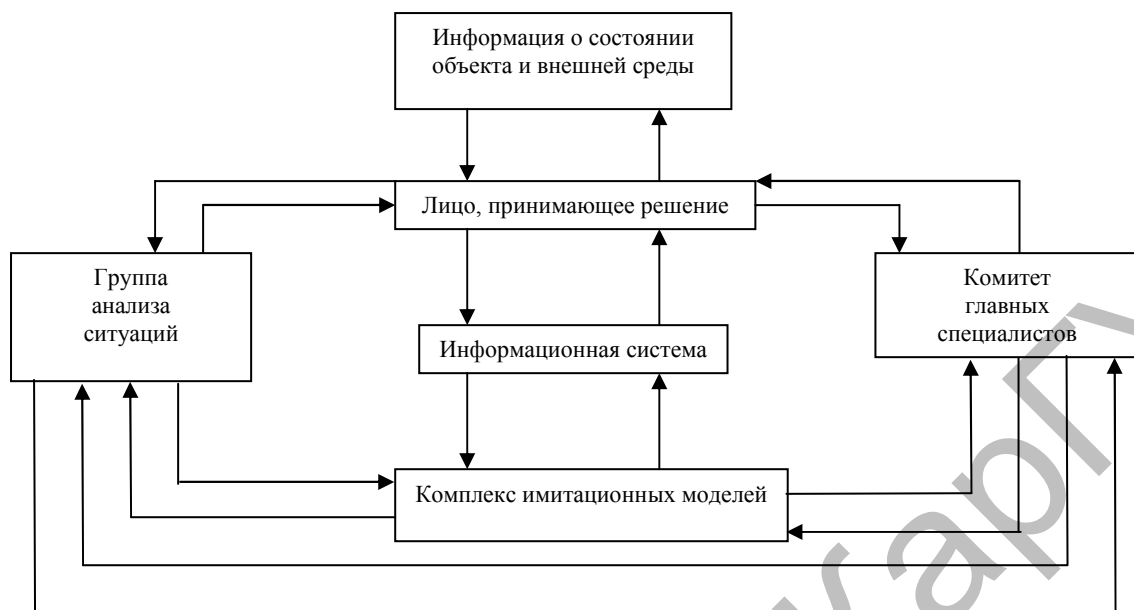 Информация о состоянии
объекта и внешней среды
Лицо, принимающее решение
Группа
анализа
ситуаций
Комитет
главных
специалистов
Информационная система
Комплекс имитационных моделей
КарГУ